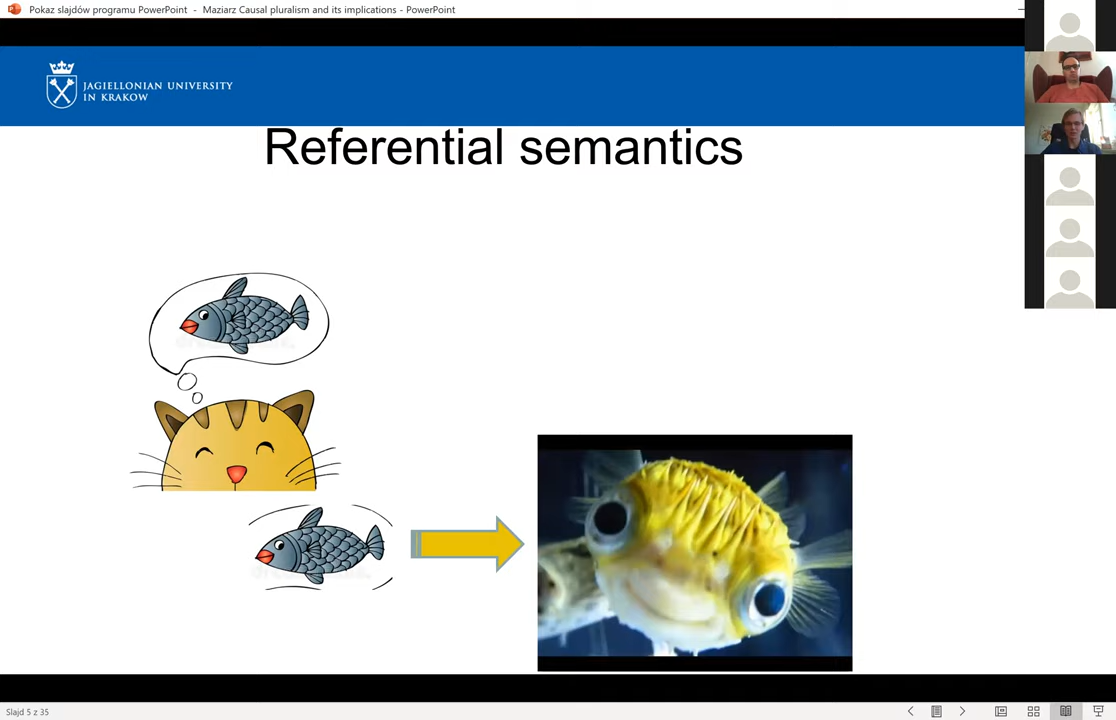 Pokaz slajdów programu PowerPoint - Maziarz Causal pluralism and its implications - PowerPoint
JAGIELLONIAN UNIVERSITY
IN KRAKOW
Referential semantics
Slajd 5 z 35